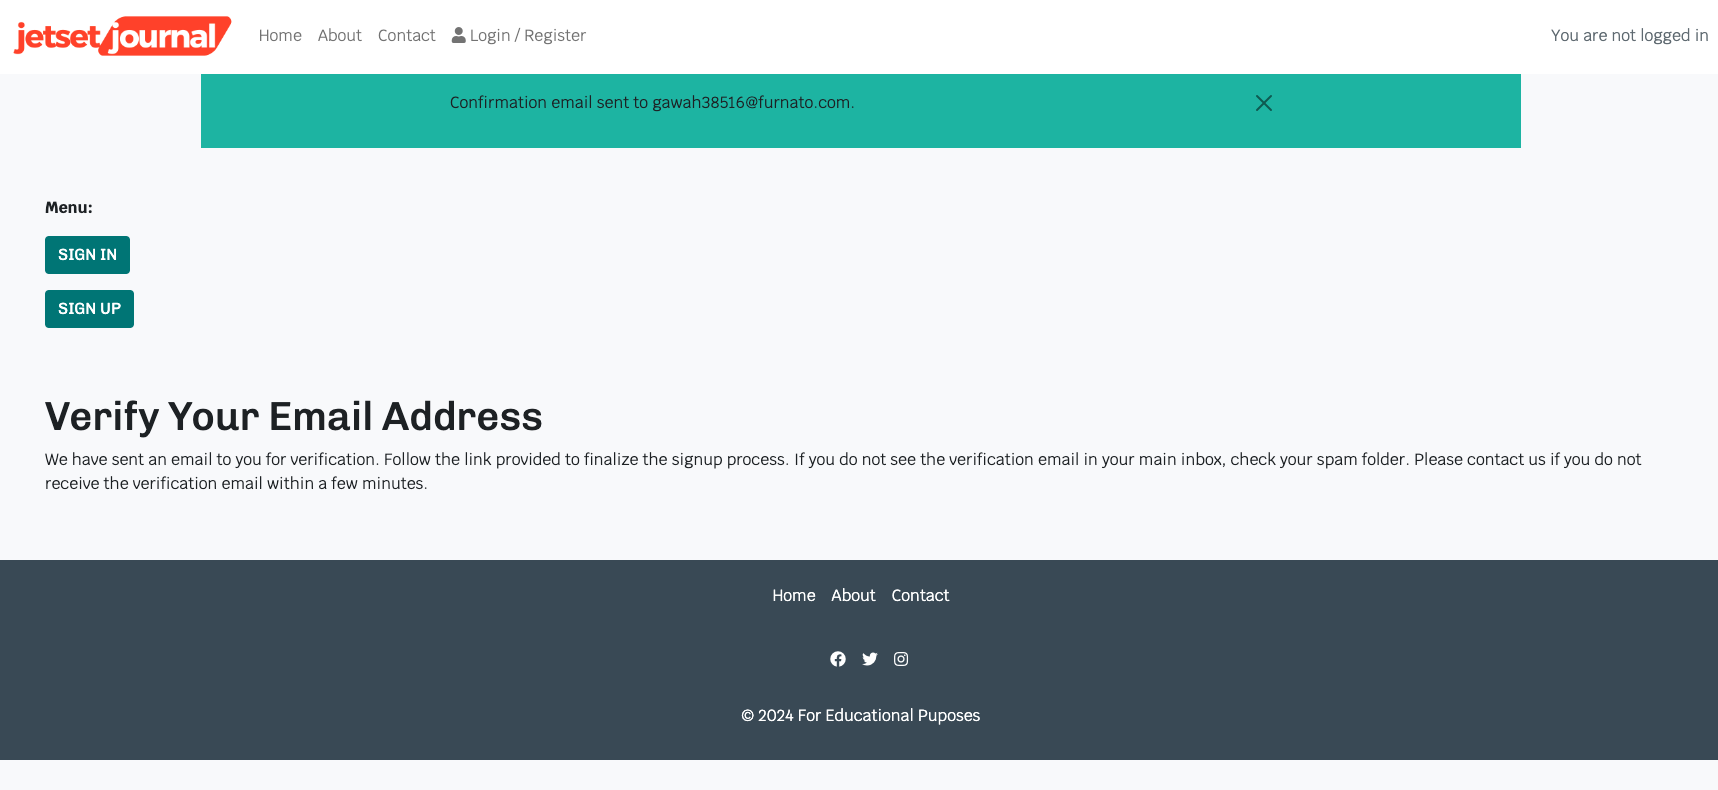 jetset journal Home About Contact Login / Register You are not logged in
Confirmation email sent to gawah38516@furnato.com.
Menu:
SIGN IN
SIGN UP
Verify Your Email Address
We have sent an email to you for verification. Follow the link provided to finalize the signup process. If you do not see the verification email in your main inbox, check your spam folder. Please contact us if you do not
receive the verification email within a few minutes.
Home About Contact
© 2024 For Educational Puposes